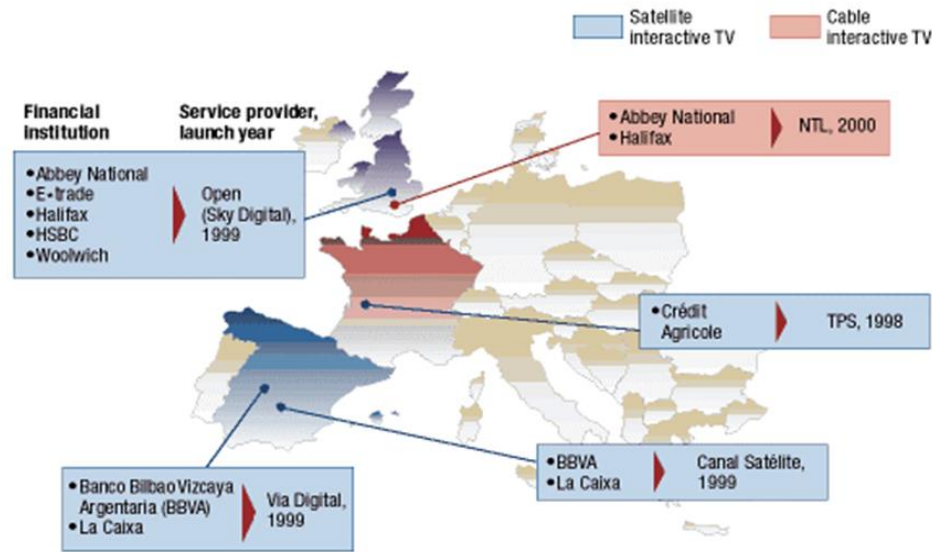 Satellite
interactive TV
Cable
interactive TV
Financial
institution
Service provider,
launch year
•Abbey National
•E*trade
•Halifax
•HSBC
•Woolwich
Open
(Sky Digital),
1999
•Abbey National
•Halifax
NTL, 2000
•Crédit
Agricole
TPS, 1998
•BBVA
•La Caixa
Canal Satélite,
1999
•Banco Bilbao Vizcaya
Argentaria (BBVA)
•La Caixa
Via Digital,
1999